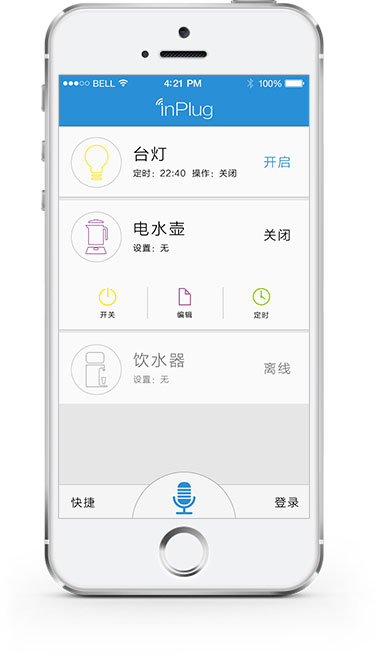 BELL 4:21 PM 100%
inPlug
台灯
定时：22:40 操作：关闭
开启
电水壶
设置：无
关闭
开关 编辑 定时
饮水器
设置：无
离线
快捷 登录